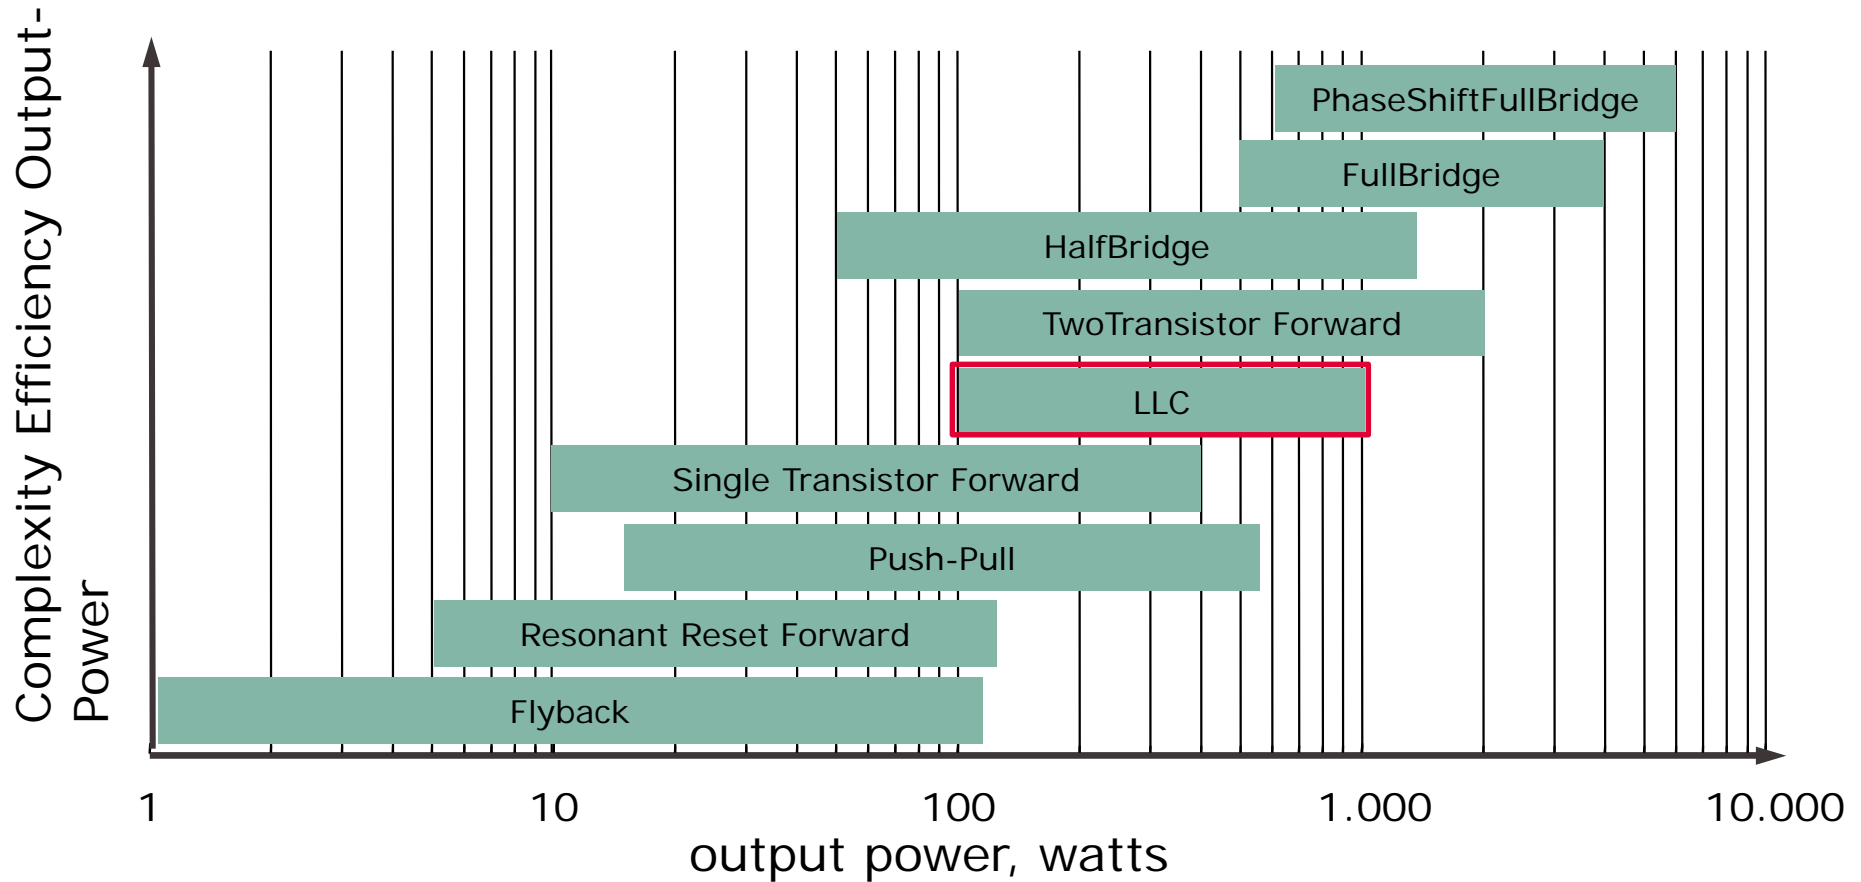 Complexity Efficiency Output-
Power
PhaseShiftFullBridge
FullBridge
HalfBridge
TwoTransistor Forward
LLC
Single Transistor Forward
Push-Pull
Resonant Reset Forward
Flyback
1 10 100 1.000 10.000
output power, watts